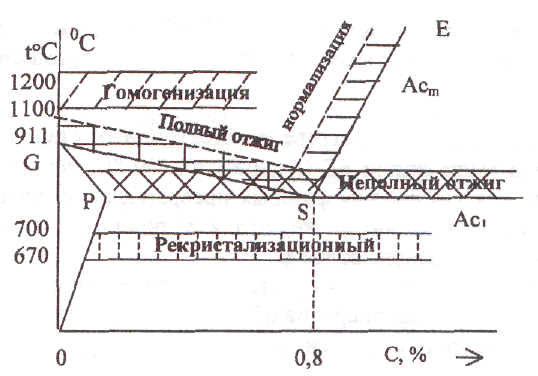 t°C
⁰C
E
1200
Гомогенизация
нормализация
Acₘ
1100
Полный отжиг
911
G
Неполный отжиг
P
S
Ac₁
700
Рекристализационный
670
0
0,8
C, %